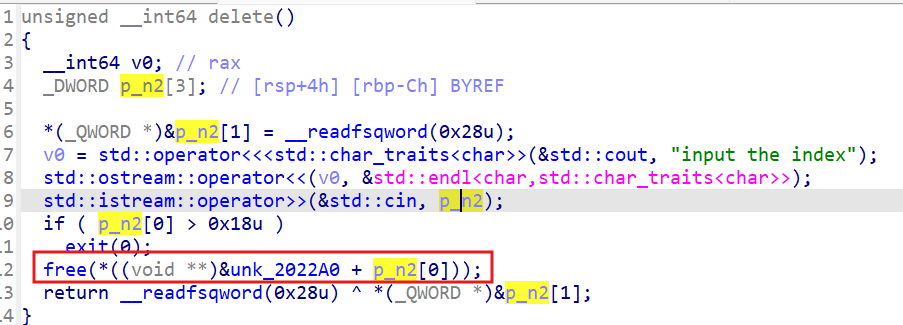 1 unsigned __int64 delete()
2 {
3 __int64 v0; // rax
4 _DWORD p_n2[3]; // [rsp+4h] [rbp-Ch] BYREF
5
6 *(_QWORD *)&p_n2[1] = __readfsqword(0x28u);
7 v0 = std::operator<<<std::char_traits<char>>(&std::cout, "input the index");
8 std::ostream::operator<<(v0, &std::endl<char,std::char_traits<char>>);
9 std::istream::operator>>(&std::cin, p_n2);
10 if ( p_n2[0] > 0x18u )
11 exit(0);
12 free(*((void **)&unk_2022A0 + p_n2[0]));
13 return __readfsqword(0x28u) ^ *(_QWORD *)&p_n2[1];
14 }